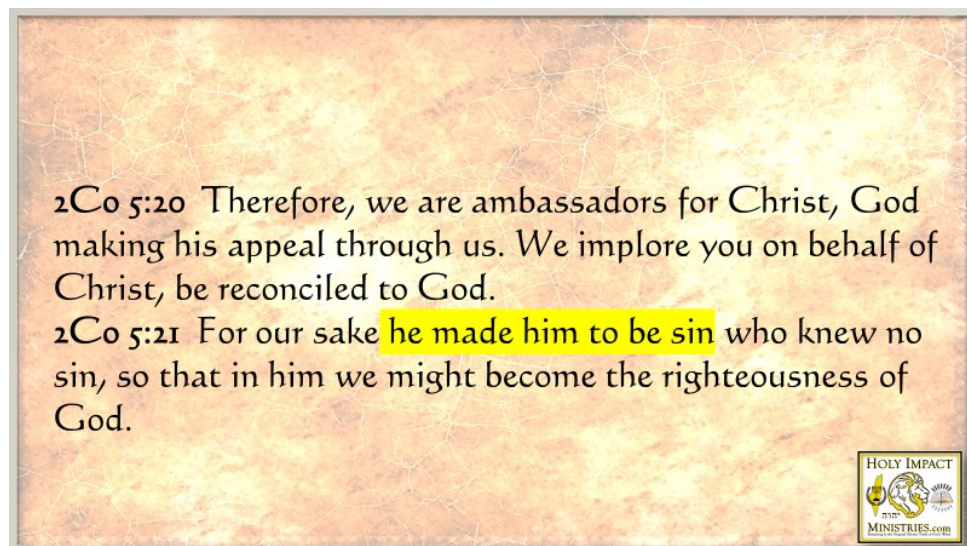 2Co 5:20 Therefore, we are ambassadors for Christ, God
making his appeal through us. We implore you on behalf of
Christ, be reconciled to God.
2Co 5:21 For our sake he made him to be sin who knew no
sin, so that in him we might become the righteousness of
God.
HOLY IMPACT
יהוה
MINISTRIES.com